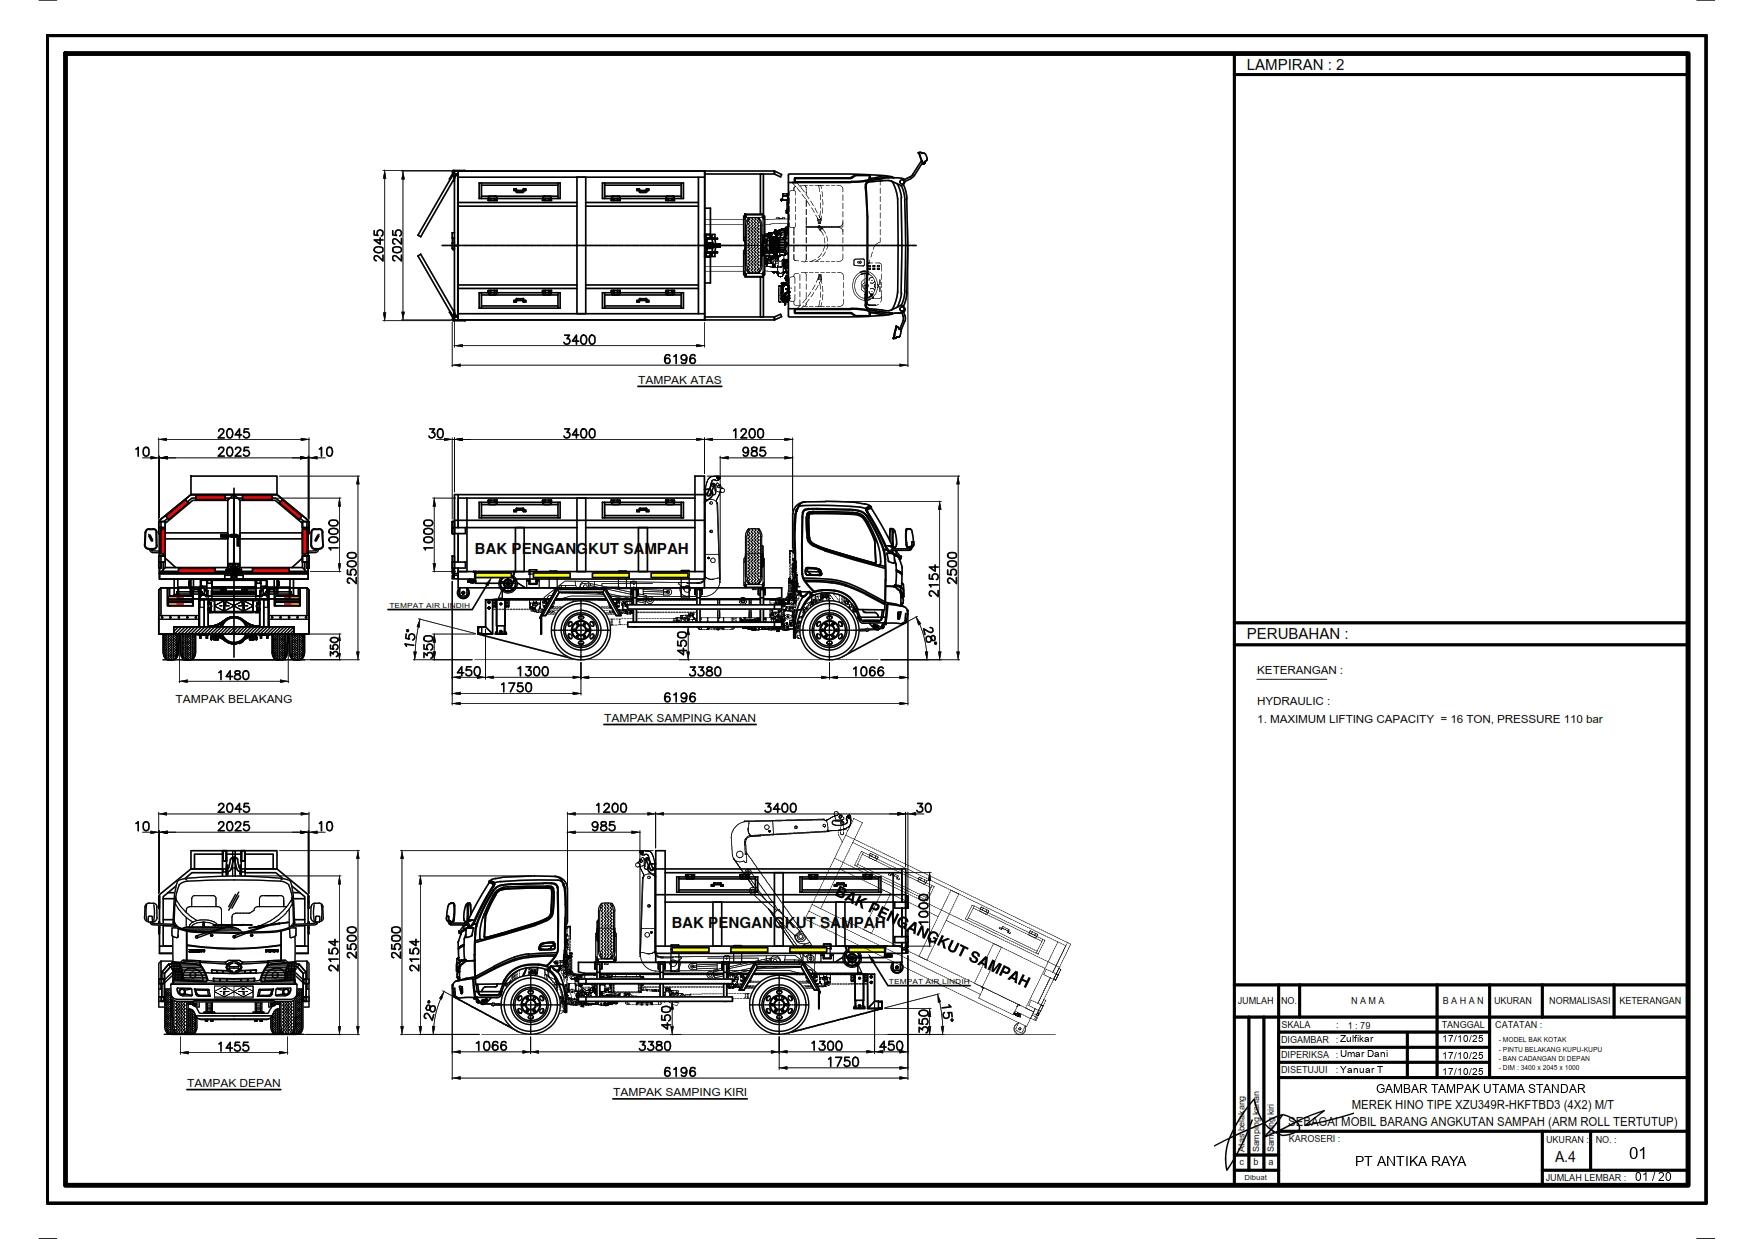 LAMPIRAN : 2
2045
2025
3400
6196
TAMPAK ATAS
2045
10
2025
10
1000
2500
350
1480
TAMPAK BELAKANG
30
3400
1200
985
1000
BAK PENGANGKUT SAMPAH
TEMPAT AIR LINDIH
15°
350
450
28°
2154
2500
450
1300
3380
1066
1750
6196
TAMPAK SAMPING KANAN
2045
10
2025
10
2154
2500
1455
TAMPAK DEPAN
1200
3400
30
985
2500
2154
BAK PENGANGKUT SAMPAH
BAK PENGANGKUT SAMPAH
1000
TEMPAT AIR LINDIH
28°
450
350
15°
1066
3380
1300
450
1750
6196
TAMPAK SAMPING KIRI
PERUBAHAN :
KETERANGAN :
HYDRAULIC :
1. MAXIMUM LIFTING CAPACITY = 16 TON, PRESSURE 110 bar
JUMLAH NO. N A M A B A H A N UKURAN NORMALISASI KETERANGAN
SKALA : 1 : 79 TANGGAL CATATAN :
DIGAMBAR : Zulfikar 17/10/25
DIPERIKSA : Umar Dani 17/10/25
DISETUJUI : Yanuar T 17/10/25
- MODEL BAK KOTAK
- PINTU BELAKANG KUPU-KUPU
- BAN CADANGAN DI DEPAN
- DIM : 3400 x 2045 x 1000
GAMBAR TAMPAK UTAMA STANDAR
MEREK HINO TIPE XZU349R-HKFTBD3 (4X2) M/T
SEBAGAI MOBIL BARANG ANGKUTAN SAMPAH (ARM ROLL TERTUTUP)
Samping kanan
Samping kiri
c b a
Dibuat
KAROSERI :
PT ANTIKA RAYA
UKURAN : NO. :
A.4 01
JUMLAH LEMBAR : 01 / 20